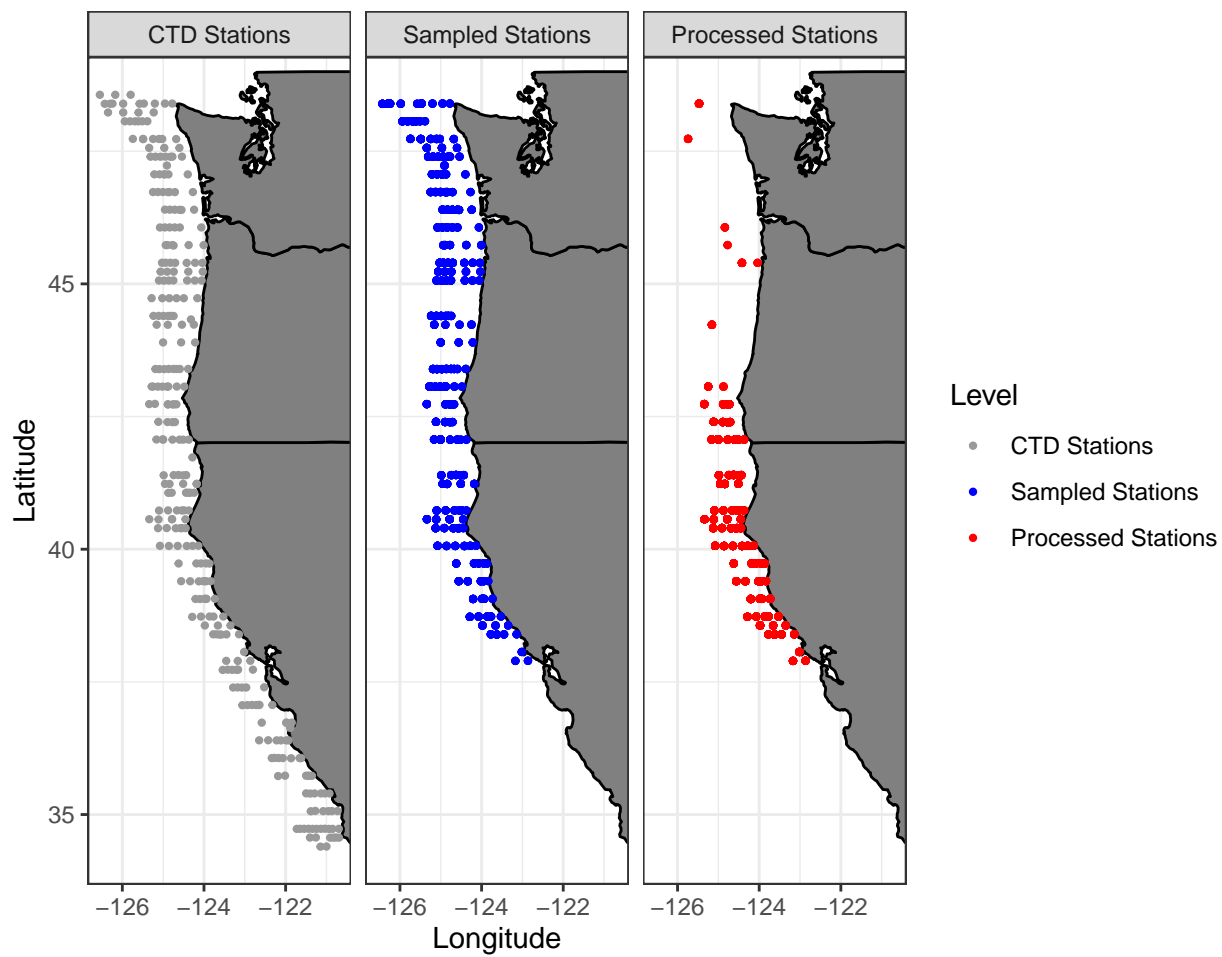 CTD Stations
Sampled Stations
Processed Stations
45
40
35
Latitude
−126
−124
−122
−126
−124
−122
−126
−124
−122
Longitude
Level
CTD Stations
Sampled Stations
Processed Stations